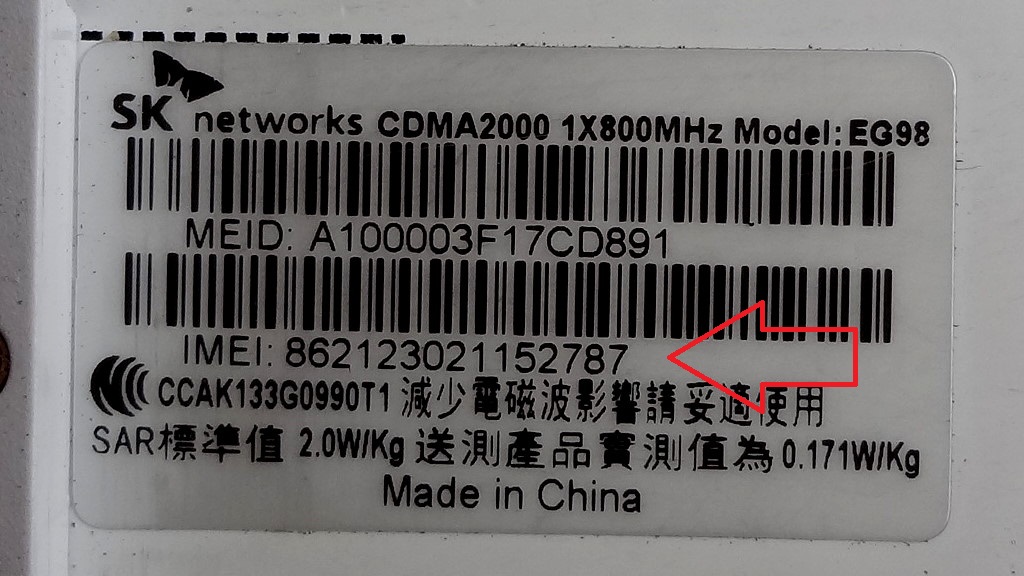 SK networks CDMA2000 1X800MHz Model: EG98
MEID: A100003F17CD891
IMEI: 862123021152787
CCAK133G0990T1 減少電磁波影響請妥適使用
SAR標準值 2.0W/Kg 送測產品實測值為0.171W/Kg
Made in China